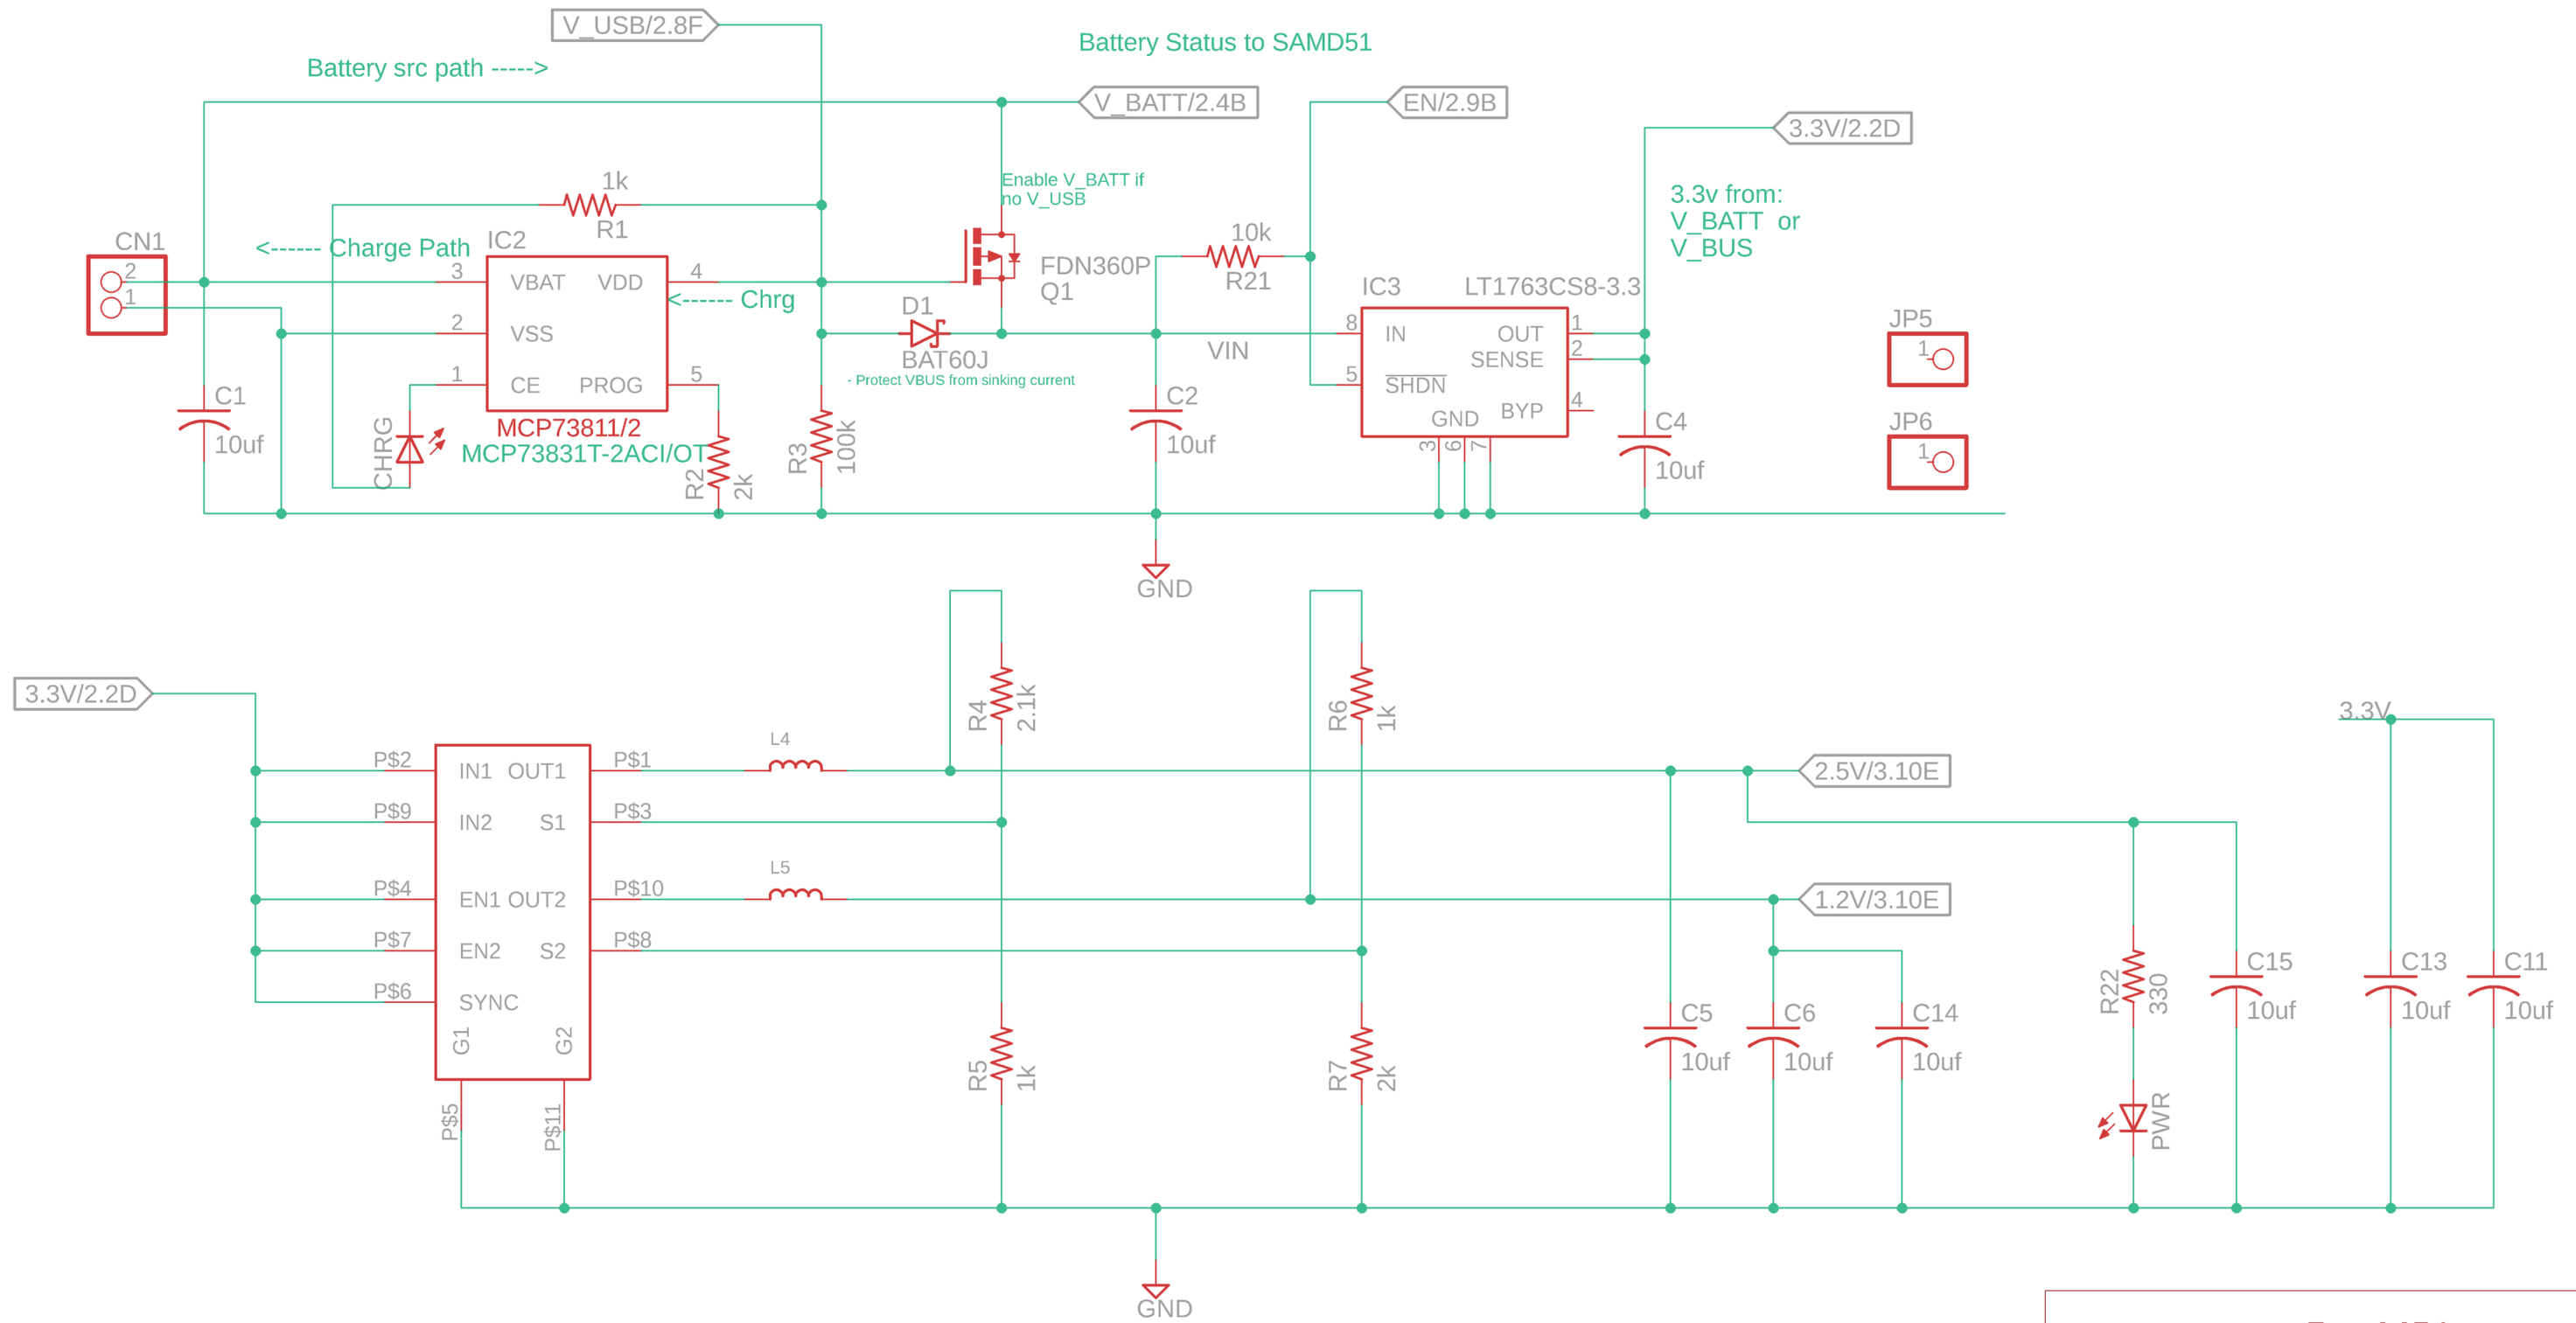 V_USB/2.8F
Battery Status to SAMD51
Battery src path ----->
V_BATT/2.4B
EN/2.9B
3.3V/2.2D
1k
R1
Enable V_BATT if
no V_USB
3.3v from:
V_BATT or
V_BUS
CN1
2
1
<------ Charge Path
IC2
3
VBAT
VDD
4
2
VSS
1
CE
PROG
5
<------ Chrg
MCP73811/2
MCP73831T-2ACI/OT
CHRG
C1
10uf
R2
2k
R3
100k
D1
BAT60J
- Protect VBUS from sinking current
FDN360P
Q1
10k
R21
VIN
C2
10uf
IC3
LT1763CS8-3.3
8
IN
OUT
1
SENSE
2
5
SHDN
GND
BYP
4
3
6
7
C4
10uf
JP5
1
JP6
1
GND
3.3V/2.2D
P$2
IN1
OUT1
P$1
P$9
IN2
S1
P$3
P$4
EN1
OUT2
P$10
P$7
EN2
S2
P$8
P$6
SYNC
G1
G2
P$5
P$11
L4
L5
R4
2.1k
R6
1k
R5
1k
R7
2k
2.5V/3.10E
1.2V/3.10E
3.3V
C5
10uf
C6
10uf
C14
10uf
R22
330
PWR
C15
10uf
C13
10uf
C11
10uf
GND